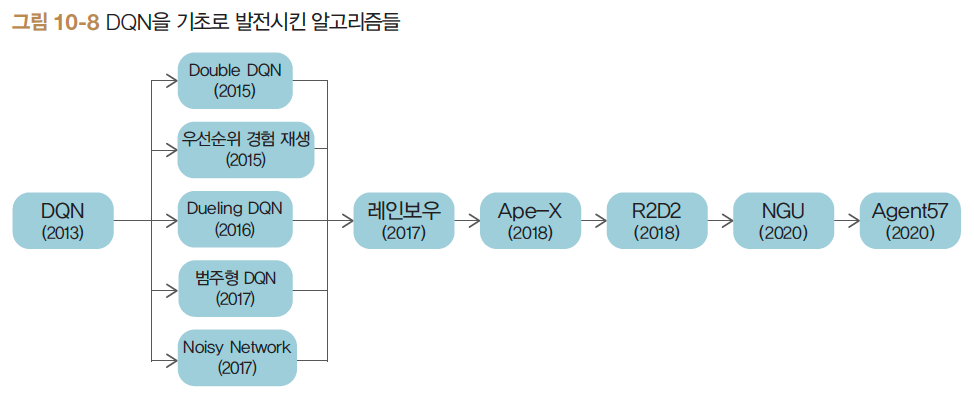 그림 10-8 DQN을 기초로 발전시킨 알고리즘들
Double DQN
(2015)
우선순위 경험 재생
(2015)
DQN
(2013)
Dueling DQN
(2016)
범주형 DQN
(2017)
Noisy Network
(2017)
레인보우
(2017)
Ape-X
(2018)
R2D2
(2018)
NGU
(2020)
Agent57
(2020)